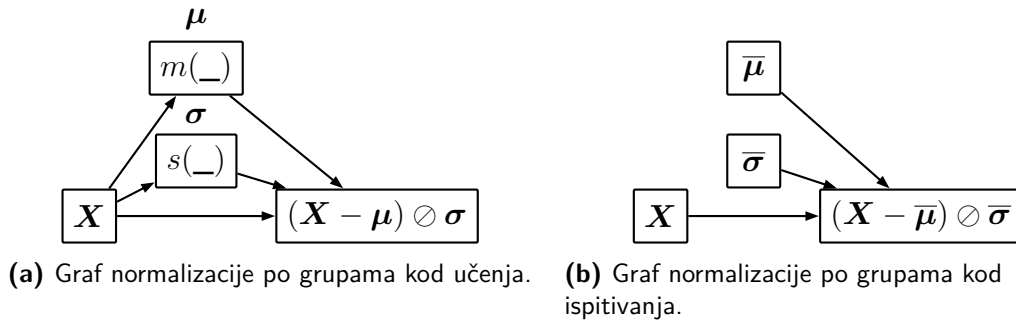 μ
m(_)
σ
s(_)
X
(X − μ) ⊘ σ
(a) Graf normalizacije po grupama kod učenja.
μ̅
σ̅
X
(X − μ̅) ⊘ σ̅
(b) Graf normalizacije po grupama kod
ispitivanja.